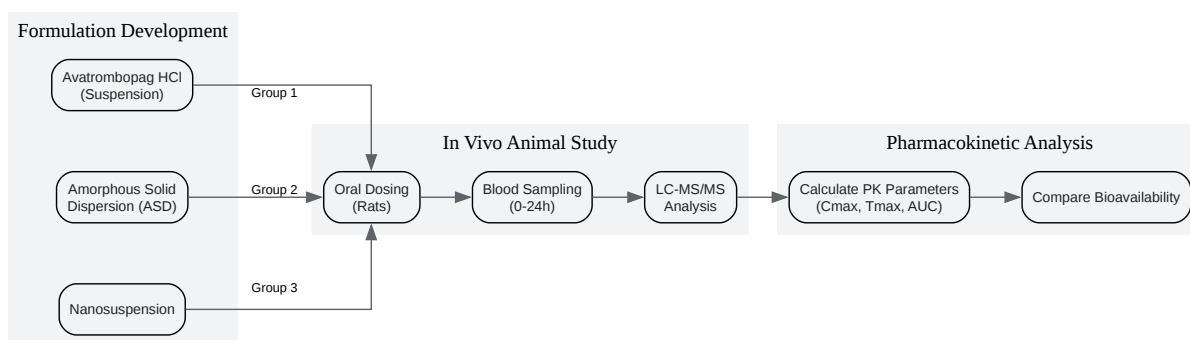 Formulation Development
Avatrombopag HCl
(Suspension)
Group 1
Amorphous Solid
Dispersion (ASD)
Group 2
Nanosuspension
Group 3
In Vivo Animal Study
Oral Dosing
(Rats)
Blood Sampling
(0-24h)
LC-MS/MS
Analysis
Pharmacokinetic Analysis
Calculate PK Parameters
(Cmax, Tmax, AUC)
Compare Bioavailability